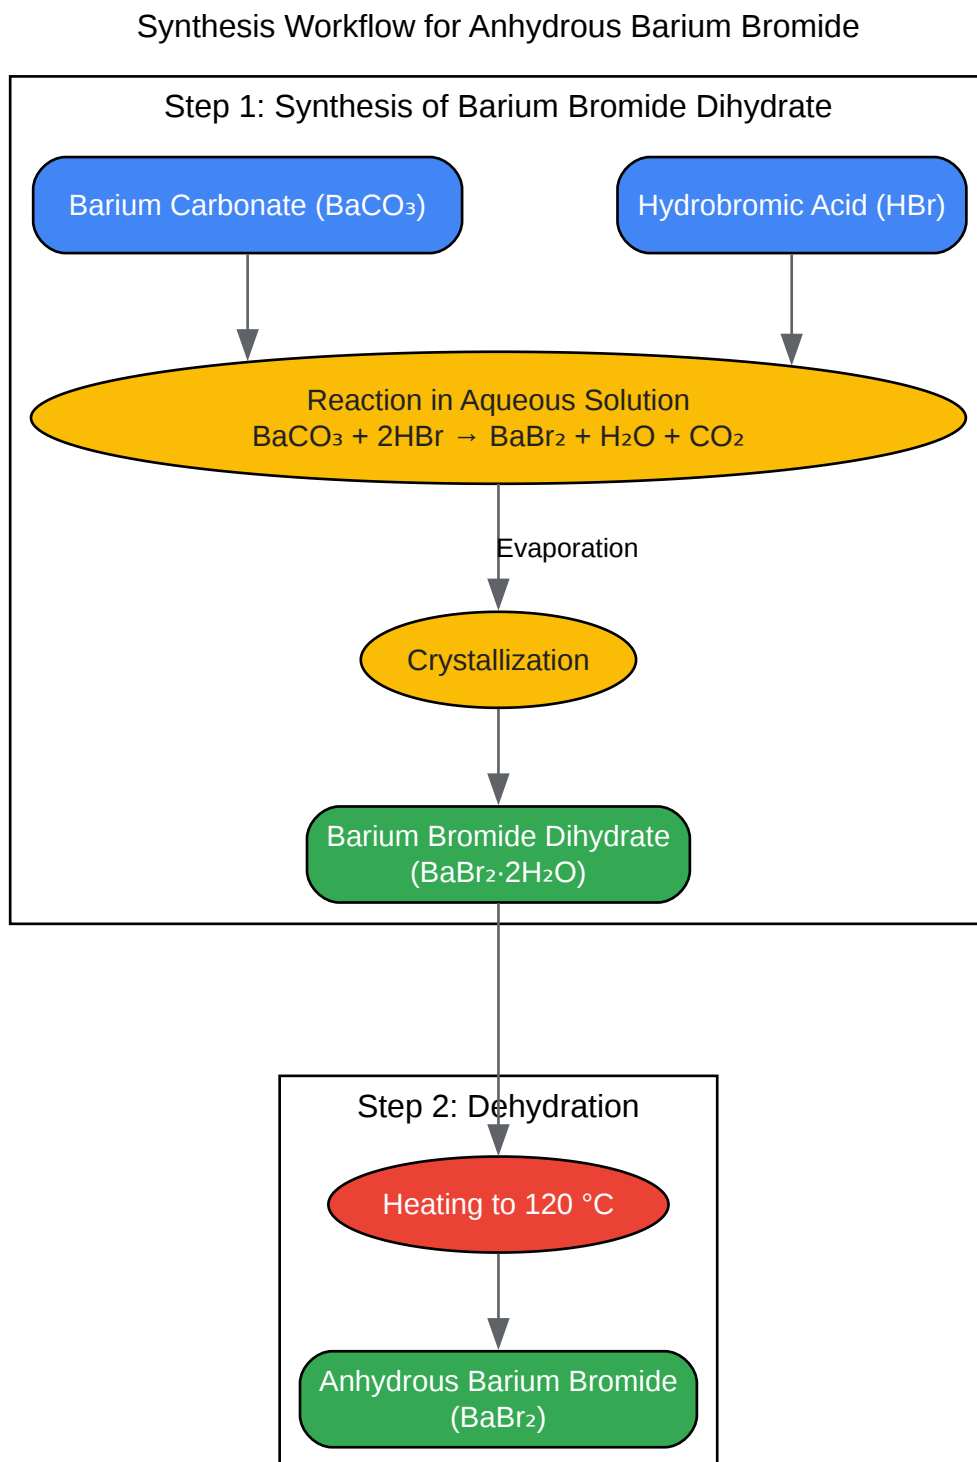 Synthesis Workflow for Anhydrous Barium Bromide
Step 1: Synthesis of Barium Bromide Dihydrate
Barium Carbonate (BaCO₃)
Hydrobromic Acid (HBr)
Reaction in Aqueous Solution
BaCO₃ + 2HBr → BaBr₂ + H₂O + CO₂
Evaporation
Crystallization
Barium Bromide Dihydrate
(BaBr₂·2H₂O)
Step 2: Dehydration
Heating to 120 °C
Anhydrous Barium Bromide
(BaBr₂)